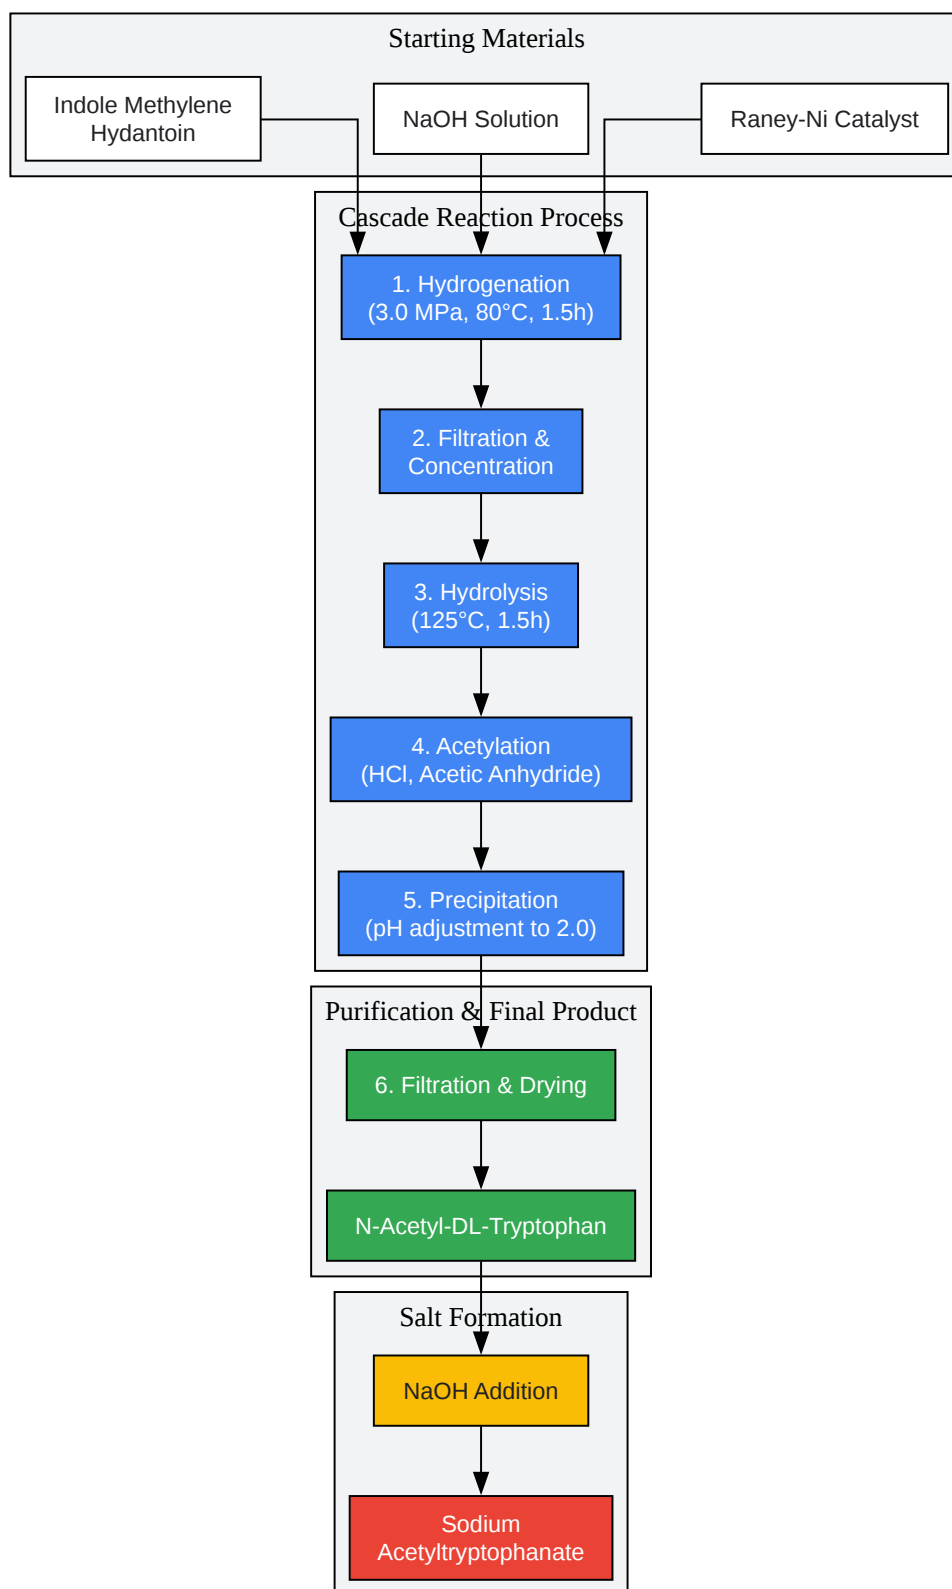 Starting Materials
Indole Methylene
Hydantoin
NaOH Solution
Raney-Ni Catalyst
Cascade Reaction Process
1. Hydrogenation
(3.0 MPa, 80°C, 1.5h)
2. Filtration &
Concentration
3. Hydrolysis
(125°C, 1.5h)
4. Acetylation
(HCl, Acetic Anhydride)
5. Precipitation
(pH adjustment to 2.0)
Purification & Final Product
6. Filtration & Drying
N-Acetyl-DL-Tryptophan
Salt Formation
NaOH Addition
Sodium
Acetyltryptophanate